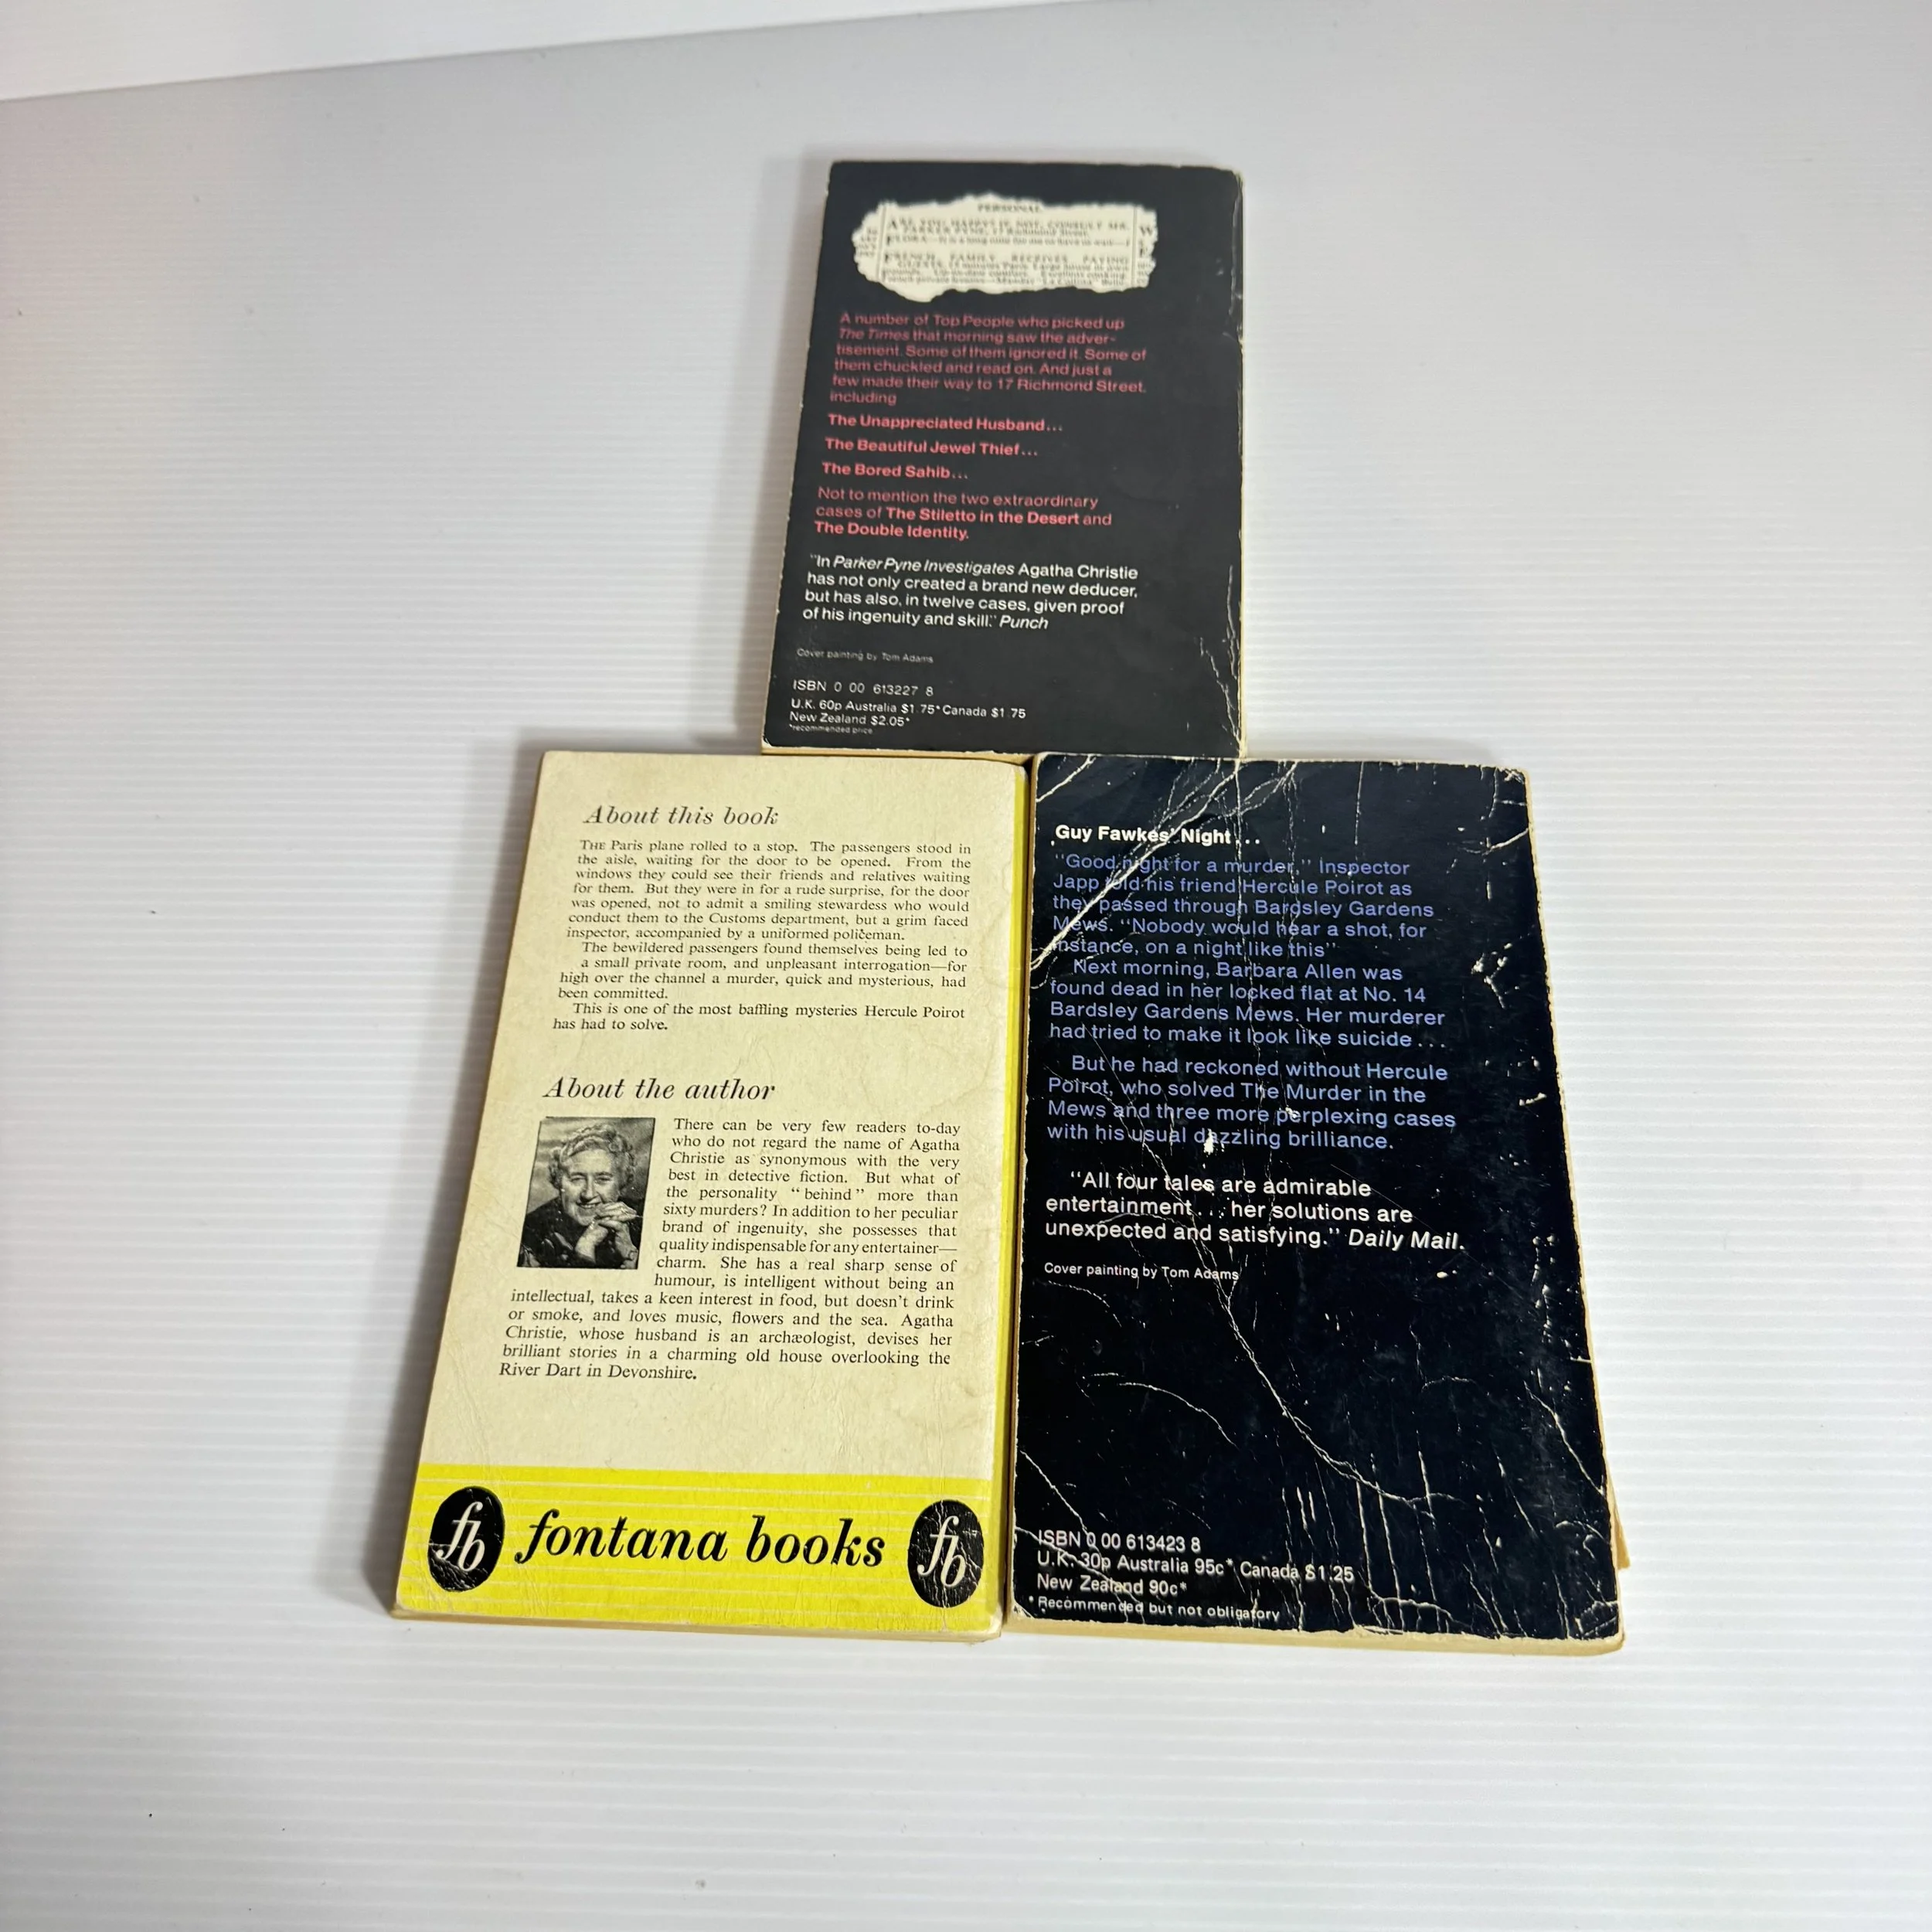 PERSONAL
ARE YOU HAPPY? IF NOT, CONSULT MR.
PARKER PYNE, 17 Richmond Street.
FRENCH FAMILY RECEIVES PAYING
GUESTS.
A number of Top People who picked up
The Times that morning saw the adver-
tisement. Some of them ignored it. Some of
them chuckled and read on. And just a
few made their way to 17 Richmond Street,
including
The Unappreciated Husband...
The Beautiful Jewel Thief...
The Bored Sahib...
Not to mention the two extraordinary
cases of The Stiletto in the Desert and
The Double Identity.
"In Parker Pyne Investigates Agatha Christie
has not only created a brand new deducer,
but has also, in twelve cases, given proof
of his ingenuity and skill." Punch
Cover painting by Tom Adams
ISBN 0 00 613227 8
U.K. 60p Australia $1.75* Canada $1.75
New Zealand $2.05*
*recommended price
About this book
THE Paris plane rolled to a stop. The passengers stood in
the aisle, waiting for the door to be opened. From the
windows they could see their friends and relatives waiting
for them. But they were in for a rude surprise, for the door
was opened, not to admit a smiling stewardess who would
conduct them to the Customs department, but a grim faced
inspector, accompanied by a uniformed policeman.
The bewildered passengers found themselves being led to
a small private room, and unpleasant interrogation—for
high over the channel a murder, quick and mysterious, had
been committed.
This is one of the most baffling mysteries Hercule Poirot
has had to solve.
About the author
There can be very few readers to-day
who do not regard the name of Agatha
Christie as synonymous with the very
best in detective fiction. But what of
the personality "behind" more than
sixty murders? In addition to her peculiar
brand of ingenuity, she possesses that
quality indispensable for any entertainer—
charm. She has a real sharp sense of
humour, is intelligent without being an
intellectual, takes a keen interest in food, but doesn't drink
or smoke, and loves music, flowers and the sea. Agatha
Christie, whose husband is an archæologist, devises her
brilliant stories in a charming old house overlooking the
River Dart in Devonshire.
fb fontana books fb
Guy Fawkes' Night...
"Good night for a murder," Inspector
Japp told his friend Hercule Poirot as
they passed through Bardsley Gardens
Mews. "Nobody would hear a shot, for
instance, on a night like this"
Next morning, Barbara Allen was
found dead in her locked flat at No. 14
Bardsley Gardens Mews. Her murderer
had tried to make it look like suicide...
But he had reckoned without Hercule
Poirot, who solved The Murder in the
Mews and three more perplexing cases
with his usual dazzling brilliance.
"All four tales are admirable
entertainment... her solutions are
unexpected and satisfying." Daily Mail.
Cover painting by Tom Adams
ISBN 0 00 613423 8
U.K. 30p Australia 95c* Canada $1.25
New Zealand 90c*
*Recommended but not obligatory